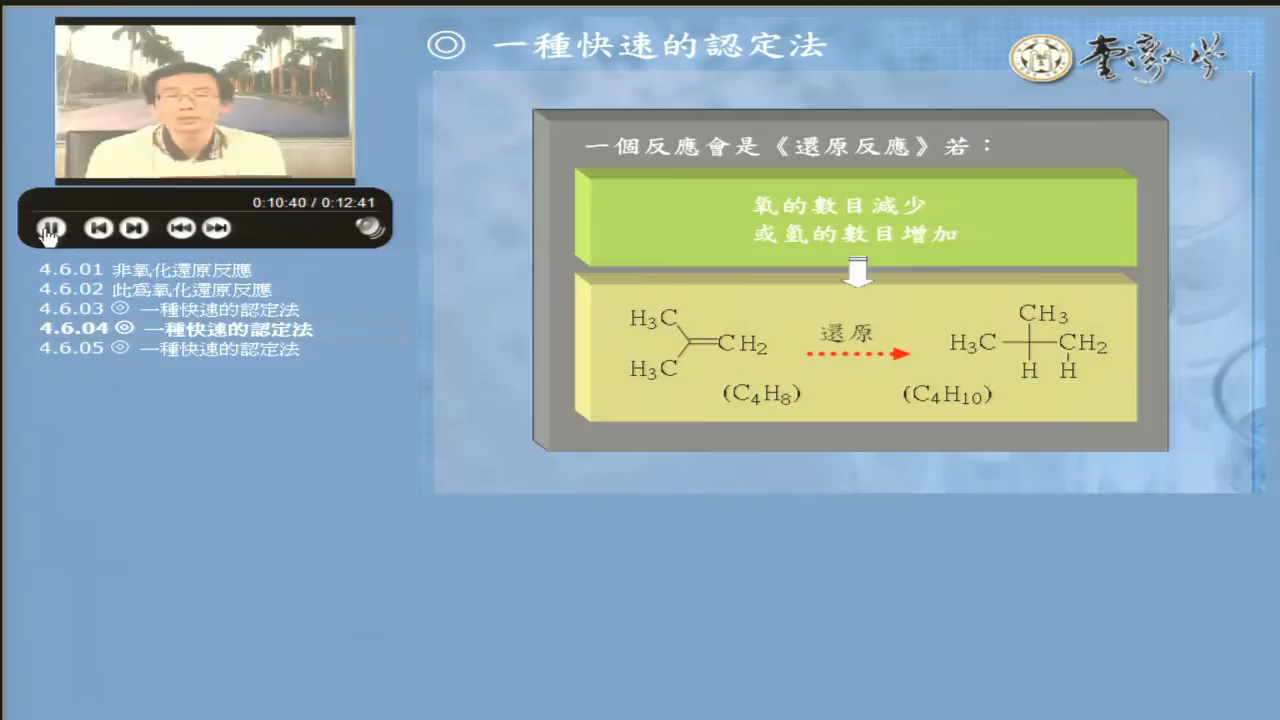 ◎ 一種快速的認定法
臺灣大學
0:10:40 / 0:12:41
4.6.01 非氧化還原反應
4.6.02 此為氧化還原反應
4.6.03 ◎ 一種快速的認定法
4.6.04 ◎ 一種快速的認定法
4.6.05 ◎ 一種快速的認定法
一個反應會是《還原反應》若：
氧的數目減少
或氫的數目增加
H₃C
CH₂
H₃C
(C₄H₈)
還原
CH₃
H₃C
CH₂
H H
(C₄H₁₀)